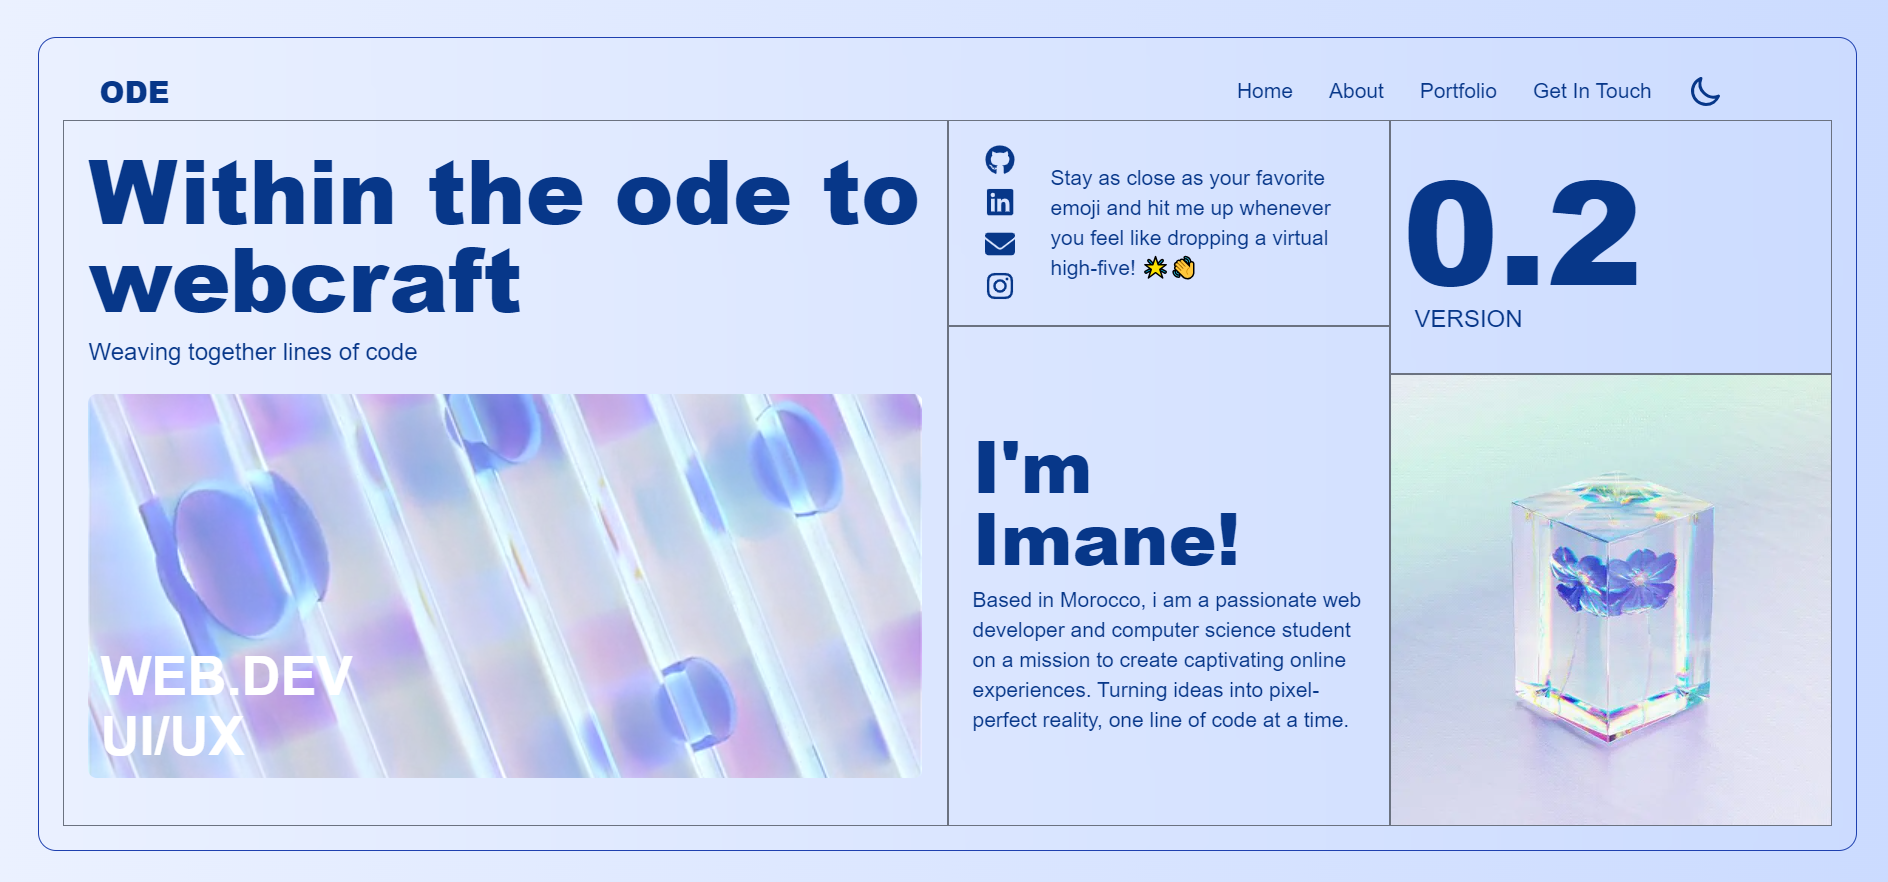 ODE
Home About Portfolio Get In Touch
Within the ode to
webcraft
Weaving together lines of code
WEB.DEV
UI/UX
Stay as close as your favorite
emoji and hit me up whenever
you feel like dropping a virtual
high-five! 🌟👏
I'm
Imane!
Based in Morocco, i am a passionate web
developer and computer science student
on a mission to create captivating online
experiences. Turning ideas into pixel-
perfect reality, one line of code at a time.
0.2
VERSION